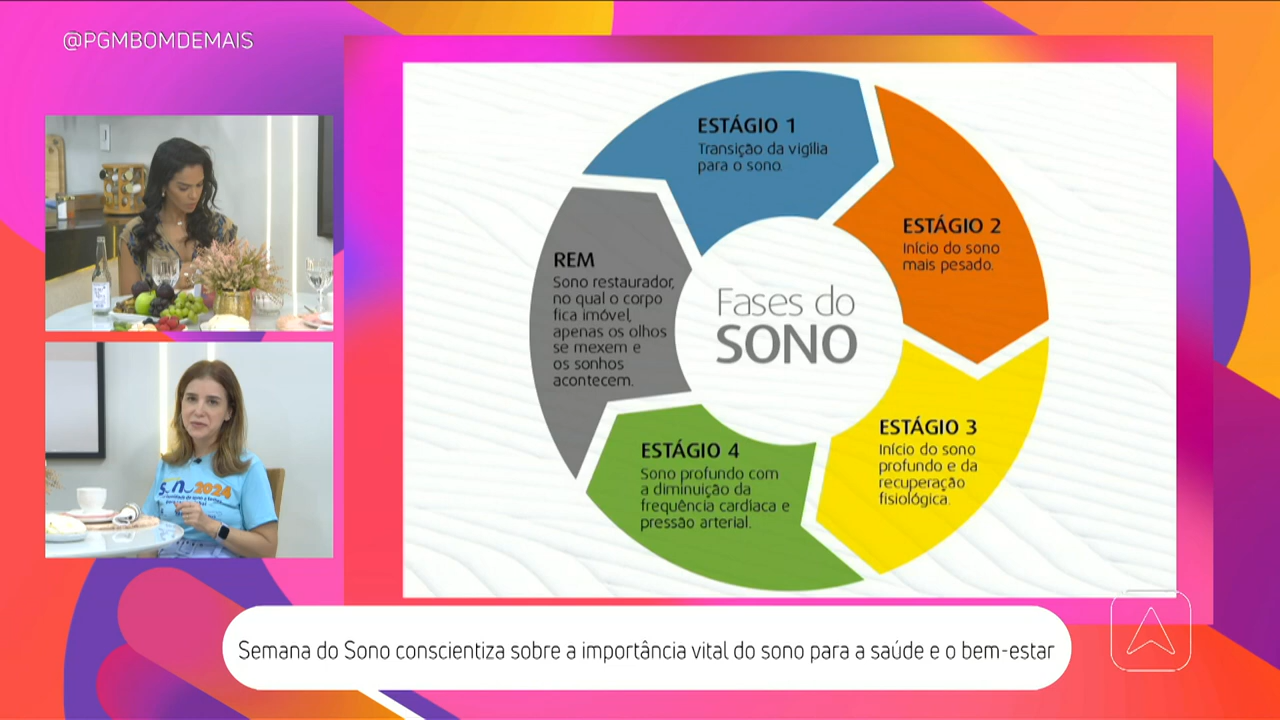 @PGMBOMDEMAIS
ESTÁGIO 1
Transição da vigília
para o sono.
ESTÁGIO 2
Início do sono
mais pesado.
REM
Sono restaurador,
no qual o corpo
fica imóvel,
apenas os olhos
se mexem e
os sonhos
acontecem.
Fases do
SONO
ESTÁGIO 3
Início do sono
profundo e da
recuperação
fisiológica.
ESTÁGIO 4
Sono profundo com
a diminuição da
frequência cardíaca e
pressão arterial.
2024
Semana do Sono conscientiza sobre a importância vital do sono para a saúde e o bem-estar